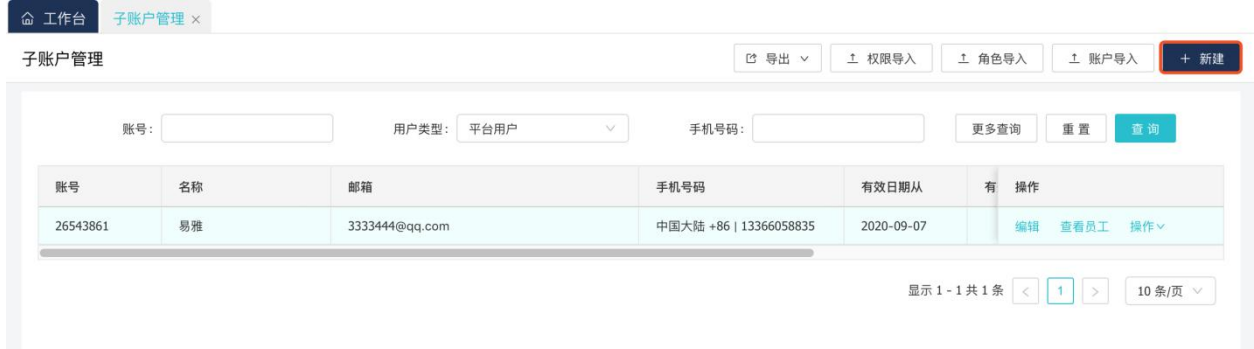 工作台 子账户管理 ×
子账户管理 导出 权限导入 角色导入 账户导入 + 新建
账号: 用户类型: 平台用户 手机号码: 更多查询 重置 查询
账号 名称 邮箱 手机号码 有效日期从 有 操作
26543861 易雅 3333444@qq.com 中国大陆 +86 | 13366058835 2020-09-07 编辑 查看员工 操作
显示 1 - 1 共 1 条 < 1 > 10 条/页